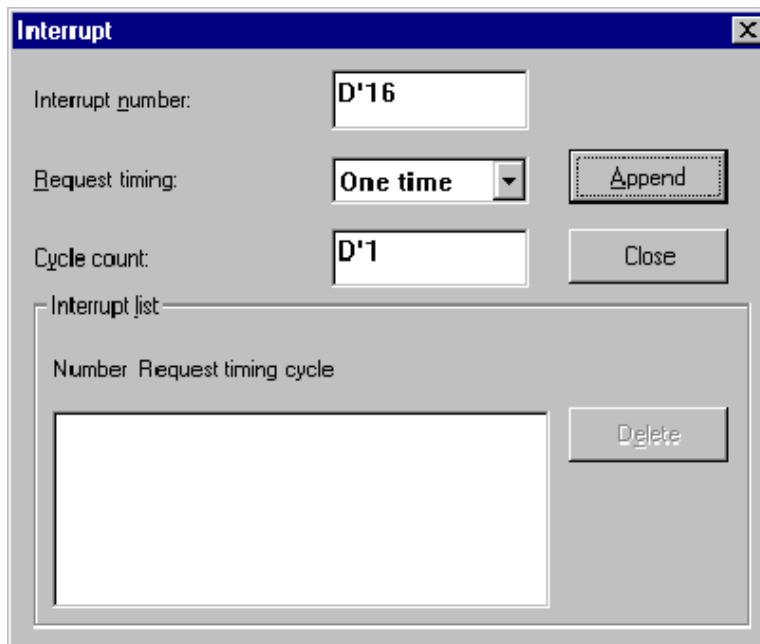 Interrupt
Interrupt number: D'16
Request timing: One time Append
Cycle count: D'1 Close
Interrupt list
Number Request timing cycle
Delete